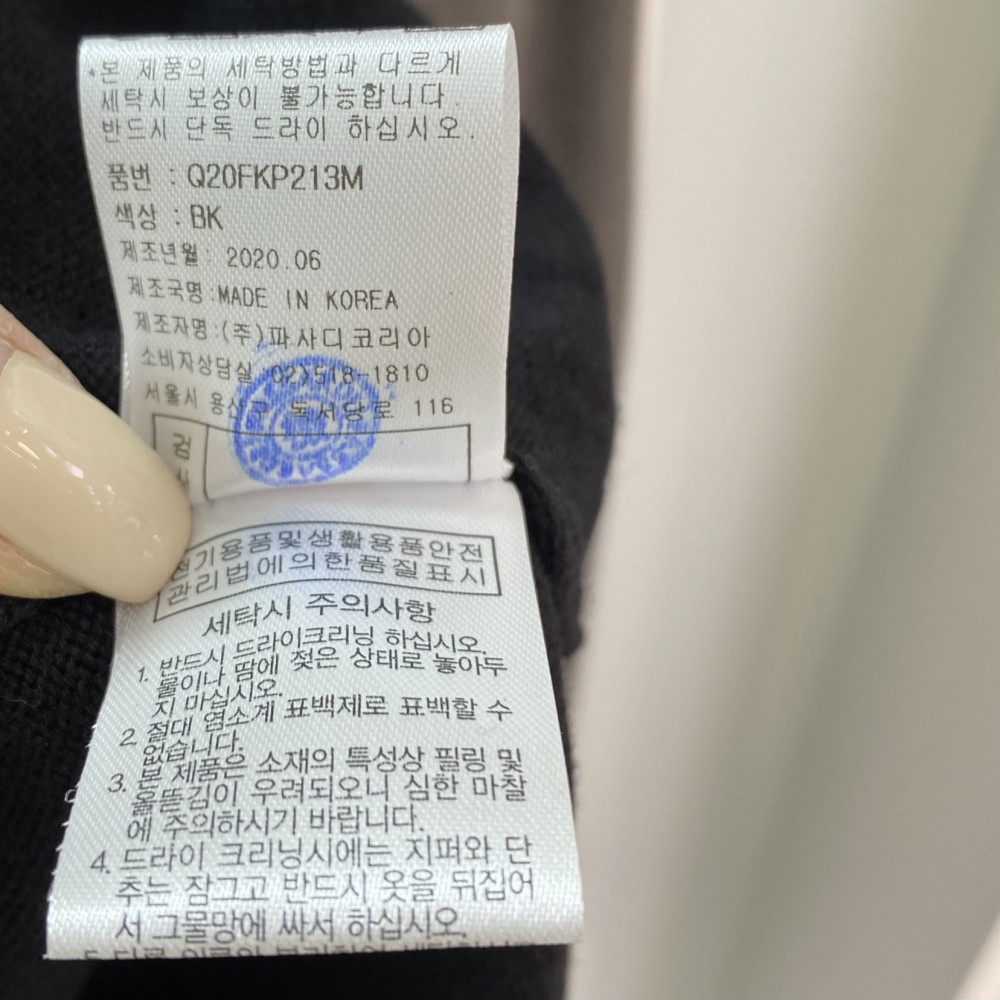 *본 제품의 세탁방법과 다르게
세탁시 보상이 불가능합니다.
반드시 단독 드라이 하십시오.
품번 : Q20FKP213M
색상 : BK
제조년월: 2020.06
제조국명:MADE IN KOREA
제조자명:(주)파사디코리아
소비자상담실 02)518-1810
서울시 용산구 독서당로 116
검
전기용품및생활용품안전
관리법에의한품질표시
세탁시 주의사항
1. 반드시 드라이크리닝 하십시오.
물이나 땀에 젖은 상태로 놓아두
지 마십시오.
2. 절대 염소계 표백제로 표백할 수
없습니다.
3. 본 제품은 소재의 특성상 필링 및
올뜯김이 우려되오니 심한 마찰
에 주의하시기 바랍니다.
4. 드라이 크리닝시에는 지퍼와 단
추는 잠그고 반드시 옷을 뒤집어
서 그물망에 싸서 하십시오.